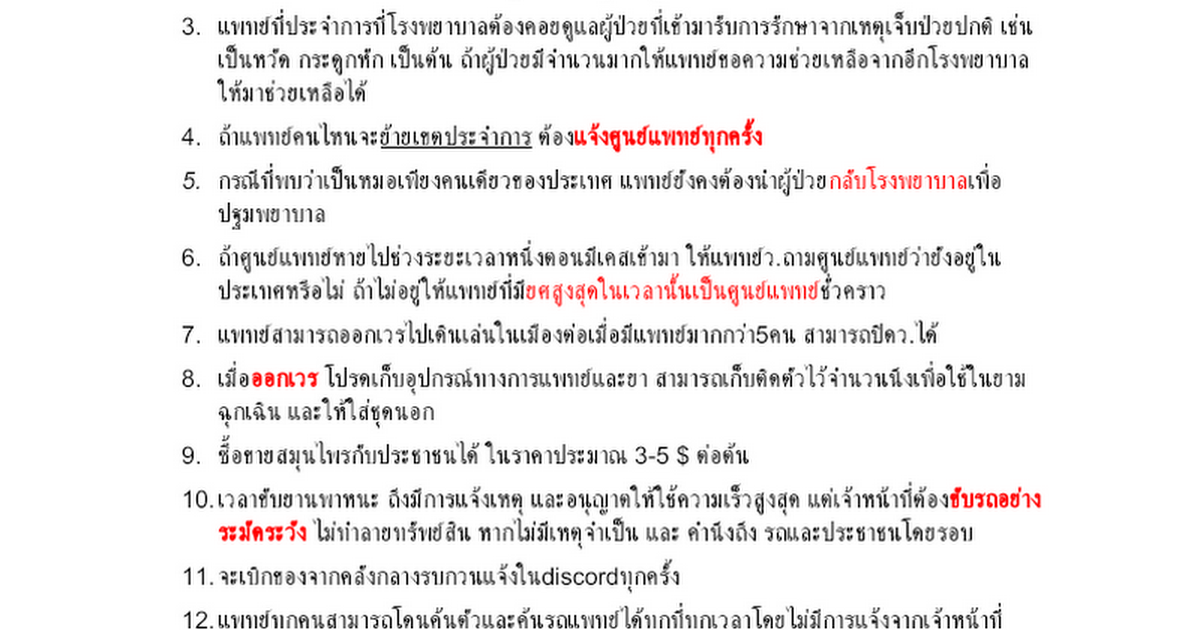 3. แพทย์ที่ประจำการที่โรงพยาบาลต้องคอยดูแลผู้ป่วยที่เข้ามารับการรักษาจากเหตุเจ็บป่วยปกติ เช่น
เป็นหวัด กระดูกหัก เป็นต้น ถ้าผู้ป่วยมีจำนวนมากให้แพทย์ขอความช่วยเหลือจากอีกโรงพยาบาล
ให้มาช่วยเหลือได้
4. ถ้าแพทย์คนไหนจะย้ายเขตประจำการ ต้องแจ้งศูนย์แพทย์ทุกครั้ง
5. กรณีที่พบว่าเป็นหมอเพียงคนเดียวของประเทศ แพทย์ยังคงต้องนำผู้ป่วยกลับโรงพยาบาลเพื่อ
ปฐมพยาบาล
6. ถ้าศูนย์แพทย์หายไปช่วงระยะเวลาหนึ่งตอนมีเคสเข้ามา ให้แพทย์ว.ถามศูนย์แพทย์ว่ายังอยู่ใน
ประเทศหรือไม่ ถ้าไม่อยู่ให้แพทย์ที่มียศสูงสุดในเวลานั้นเป็นศูนย์แพทย์ชั่วคราว
7. แพทย์สามารถออกเวรไปเดินเล่นในเมืองต่อเมื่อมีแพทย์มากกว่า5คน สามารถปิดว.ได้
8. เมื่อออกเวร โปรดเก็บอุปกรณ์ทางการแพทย์และยา สามารถเก็บติดตัวไว้จำนวนนึงเพื่อใช้ในยาม
ฉุกเฉิน และให้ใส่ชุดนอก
9. ซื้อขายสมุนไพรกับประชาชนได้ ในราคาประมาณ 3-5 $ ต่อต้น
10. เวลาขับยานพาหนะ ถึงมีการแจ้งเหตุ และอนุญาตให้ใช้ความเร็วสูงสุด แต่เจ้าหน้าที่ต้องขับรถอย่าง
ระมัดระวัง ไม่ทำลายทรัพย์สิน หากไม่มีเหตุจำเป็น และ คำนึงถึง รถและประชาชนโดยรอบ
11. จะเบิกของจากคลังกลางรบกวนแจ้งในdiscordทุกครั้ง
12. แพทย์ทุกคนสามารถโดนค้นตัวและค้นรถแพทย์ได้ทุกที่ทุกเวลาโดยไม่มีการแจ้งจากเจ้าหน้าที่